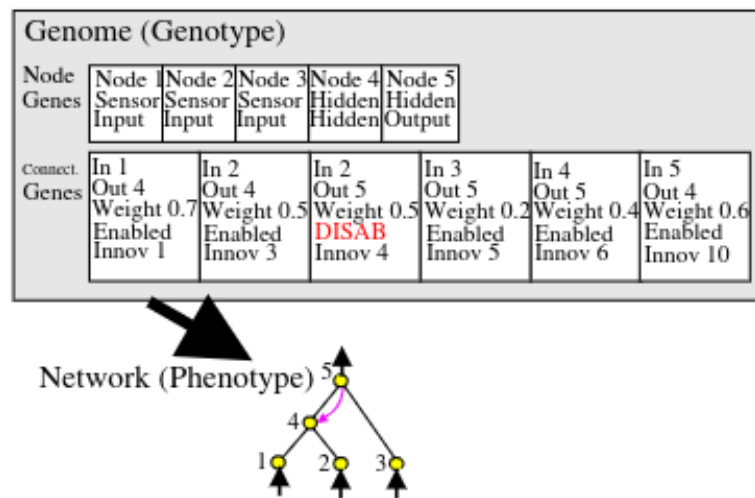 Genome (Genotype)
Node Genes
Node 1 Sensor Input
Node 2 Sensor Input
Node 3 Sensor Input
Node 4 Hidden Hidden
Node 5 Hidden Output
Connect. Genes
In 1
Out 4
Weight 0.7
Enabled
Innov 1
In 2
Out 4
Weight 0.5
Enabled
Innov 3
In 2
Out 5
Weight 0.5
DISAB
Innov 4
In 3
Out 5
Weight 0.2
Enabled
Innov 5
In 4
Out 5
Weight 0.4
Enabled
Innov 6
In 5
Out 4
Weight 0.6
Enabled
Innov 10
Network (Phenotype)
5
4
1
2
3